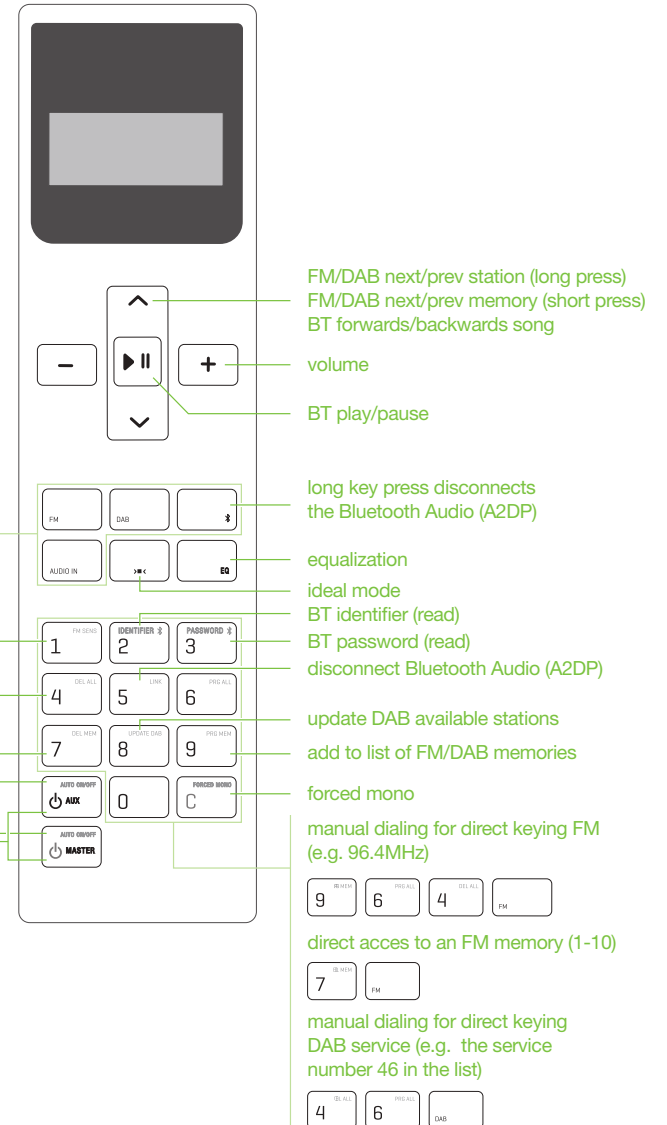 FM/DAB next/prev station (long press)
FM/DAB next/prev memory (short press)
BT forwards/backwards song
volume
BT play/pause
long key press disconnects
the Bluetooth Audio (A2DP)
FM
DAB
equalization
AUDIO IN
EQ
ideal mode
BT identifier (read)
FM SENS
1
IDENTIFIER
2
PASSWORD
3
BT password (read)
disconnect Bluetooth Audio (A2DP)
DEL ALL
4
LINK
5
PRG ALL
6
update DAB available stations
DEL MEM
7
UPDATE DAB
8
PRG MEM
9
add to list of FM/DAB memories
AUTO ON/OFF
AUX
0
FORCED MONO
C
forced mono
AUTO ON/OFF
MASTER
manual dialing for direct keying FM
(e.g. 96.4MHz)
9
PRG ALL
6
DEL ALL
4
FM
direct acces to an FM memory (1-10)
7
FM
manual dialing for direct keying
DAB service (e.g. the service
number 46 in the list)
4
PRG ALL
6
DAB